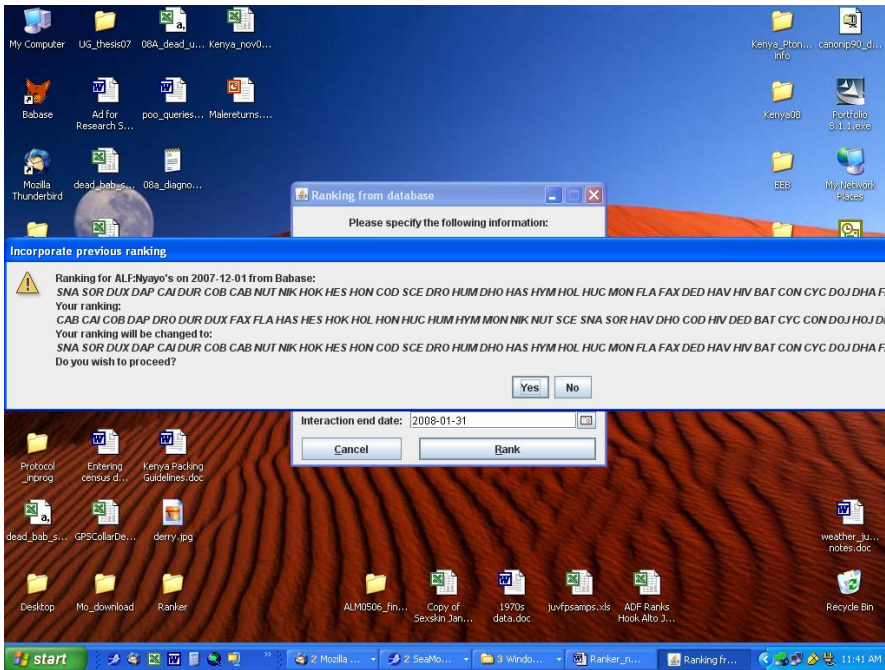 My Computer
UG_thesis07
08A_dead_u...
Kenya_nov0...
Kenya_Pton...
info
canonip90_d...
Babase
Ad for
Research S...
poo_queries...
Malereturns....
Kenya08
Portfolio
8.1.1.exe
Mozilla
Thunderbird
dead_bab_s...
08a_diagno...
EEB
My Network
Places
Ranking from database
Please specify the following information:
Incorporate previous ranking
Ranking for ALF:Nyayo's on 2007-12-01 from Babase:
SNA SOR DUX DAP CAI DUR COB CAB NUT NIK HOK HES HON COD SCE DRO HUM DHO HAS HYM HOL HUC MON FLA FAX DED HAV HIV BAT CON CYC DOJ DHA F
Your ranking:
CAB CAI COB DAP DRO DUR DUX FAX FLA HAS HES HOK HOL HON HUC HUM HYM MON NIK NUT SCE SNA SOR HAV DHO COD HIV DED BAT CYC CON DOJ HOJ D
Your ranking will be changed to:
SNA SOR DUX DAP CAI DUR COB CAB NUT NIK HOK HES HON COD SCE DRO HUM DHO HAS HYM HOL HUC MON FLA FAX DED HAV HIV BAT CON CYC DOJ DHA F
Do you wish to proceed?
Yes
No
Interaction end date:
2008-01-31
Cancel
Rank
Protocol
_inprog
Entering
census d...
Kenya Packing
Guidelines.doc
dead_bab_s...
GPSCollarDe...
derry.jpg
weather_ju...
notes.doc
Desktop
Mo_download
Ranker
ALM0506_fin...
Copy of
Sexskin Jan...
1970s
data.doc
juvfpsamps.xls
ADF Ranks
Hook Alto J...
Recycle Bin
start
2 Mozilla ...
2 SeaMo...
3 Windo...
Ranker_n...
Ranking fr...
11:41 AM